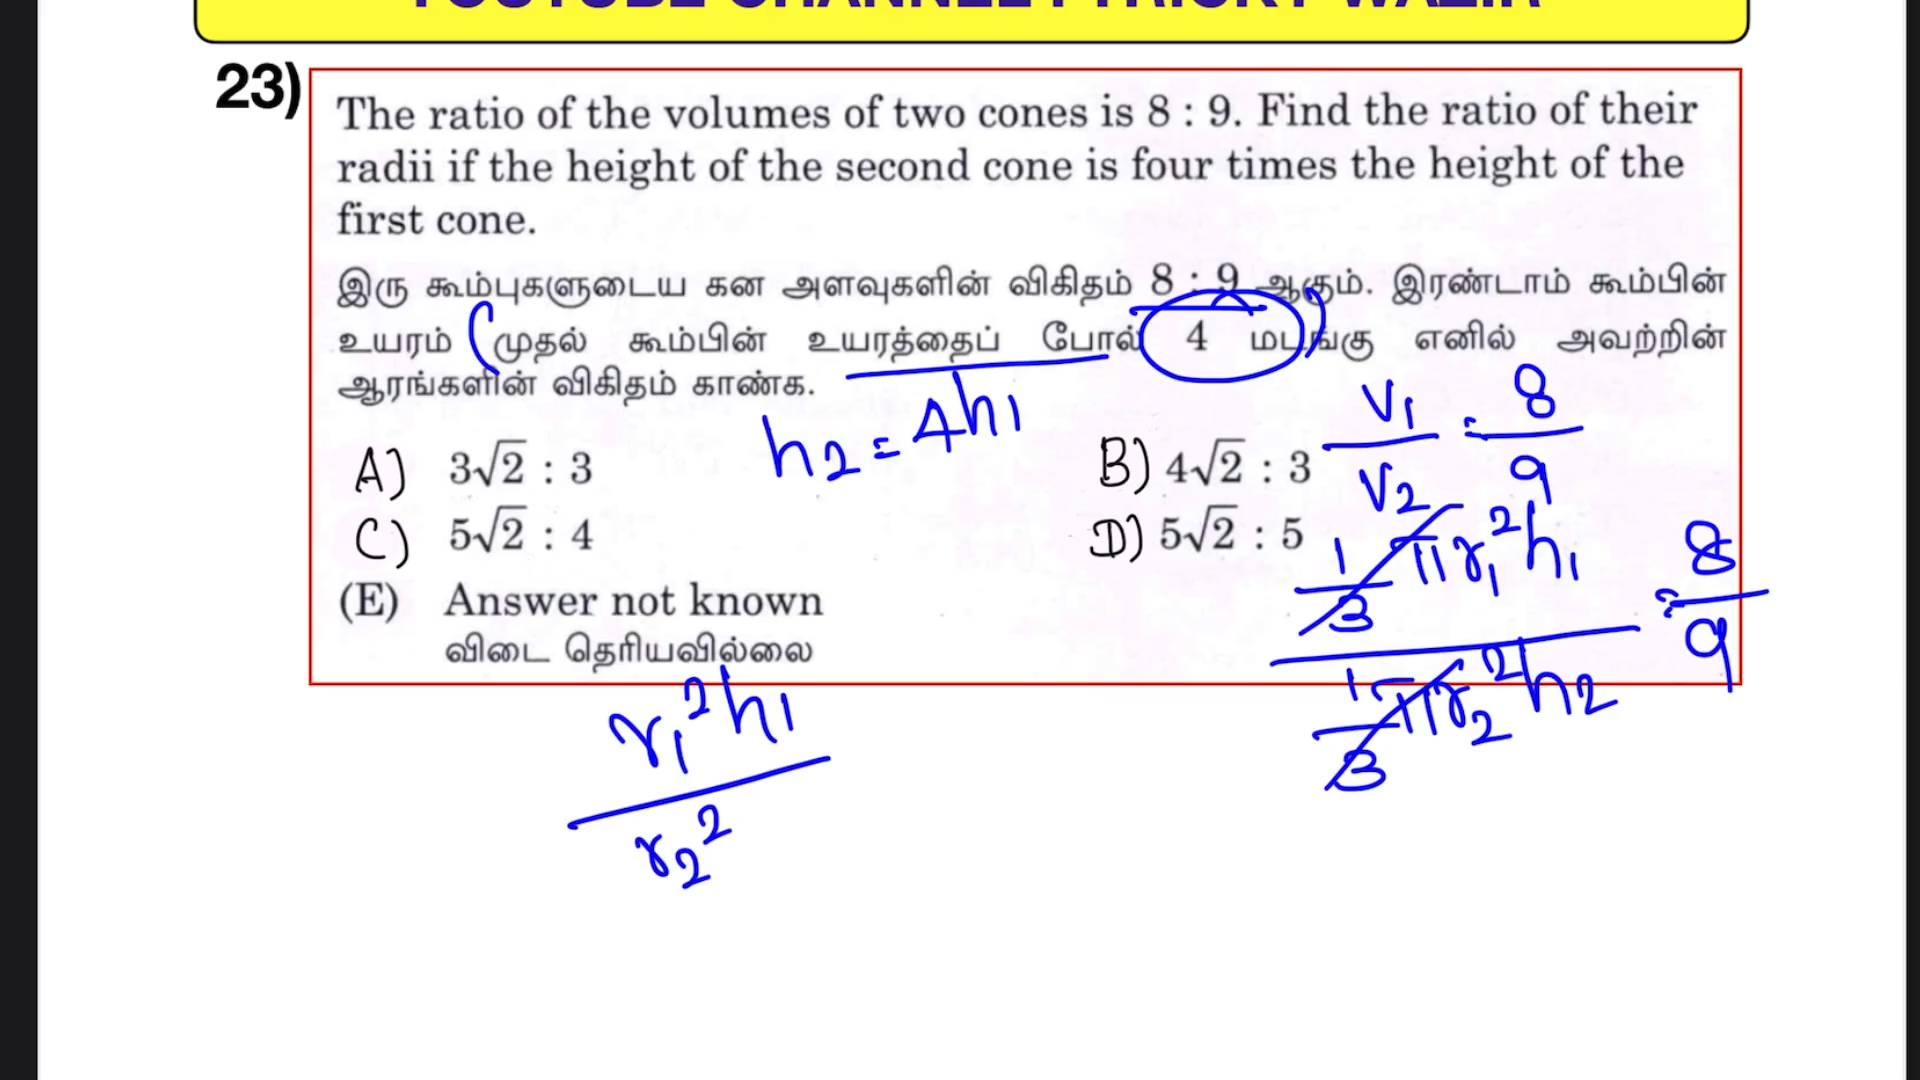 23)
The ratio of the volumes of two cones is 8 : 9. Find the ratio of their
radii if the height of the second cone is four times the height of the
first cone.
இரு கூம்புகளுடைய கன அளவுகளின் விகிதம் 8 : 9 ஆகும். இரண்டாம் கூம்பின்
உயரம் (முதல் கூம்பின் உயரத்தைப் போல் 4 மடங்கு) எனில் அவற்றின்
ஆரங்களின் விகிதம் காண்க.
h2 = 4h1
V1/V2 = 8/9
A) 3√2 : 3
B) 4√2 : 3
C) 5√2 : 4
D) 5√2 : 5
1/3 πr1²h1 / 1/3 πr2²h2 = 8/9
(E) Answer not known
விடை தெரியவில்லை
r1²h1 / r2²